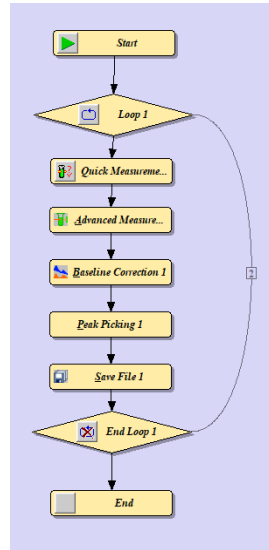 Start
Loop 1
Quick Measureme...
Advanced Measure...
Baseline Correction 1
2
Peak Picking 1
Save File 1
End Loop 1
End